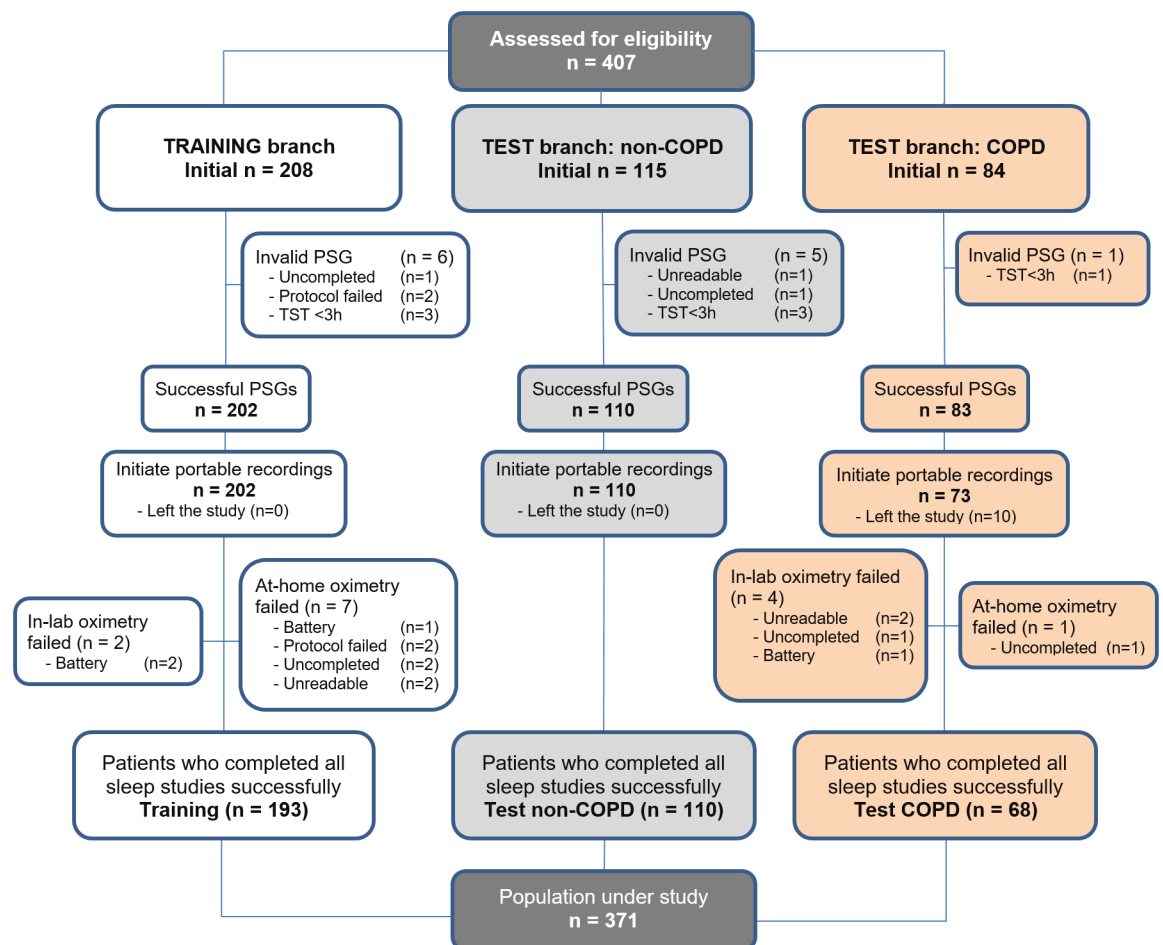 Assessed for eligibility
n = 407
TRAINING branch
Initial n = 208
TEST branch: non-COPD
Initial n = 115
TEST branch: COPD
Initial n = 84
Invalid PSG (n = 6)
- Uncompleted (n=1)
- Protocol failed (n=2)
- TST <3h (n=3)
Invalid PSG (n = 5)
- Unreadable (n=1)
- Uncompleted (n=1)
- TST<3h (n=3)
Invalid PSG (n = 1)
- TST<3h (n=1)
Successful PSGs
n = 202
Successful PSGs
n = 110
Successful PSGs
n = 83
Initiate portable recordings
n = 202
- Left the study (n=0)
Initiate portable recordings
n = 110
- Left the study (n=0)
Initiate portable recordings
n = 73
- Left the study (n=10)
In-lab oximetry
failed (n = 2)
- Battery (n=2)
At-home oximetry
failed (n = 7)
- Battery (n=1)
- Protocol failed (n=2)
- Uncompleted (n=2)
- Unreadable (n=2)
In-lab oximetry failed
(n = 4)
- Unreadable (n=2)
- Uncompleted (n=1)
- Battery (n=1)
At-home oximetry
failed (n = 1)
- Uncompleted (n=1)
Patients who completed all
sleep studies successfully
Training (n = 193)
Patients who completed all
sleep studies successfully
Test non-COPD (n = 110)
Patients who completed all
sleep studies successfully
Test COPD (n = 68)
Population under study
n = 371